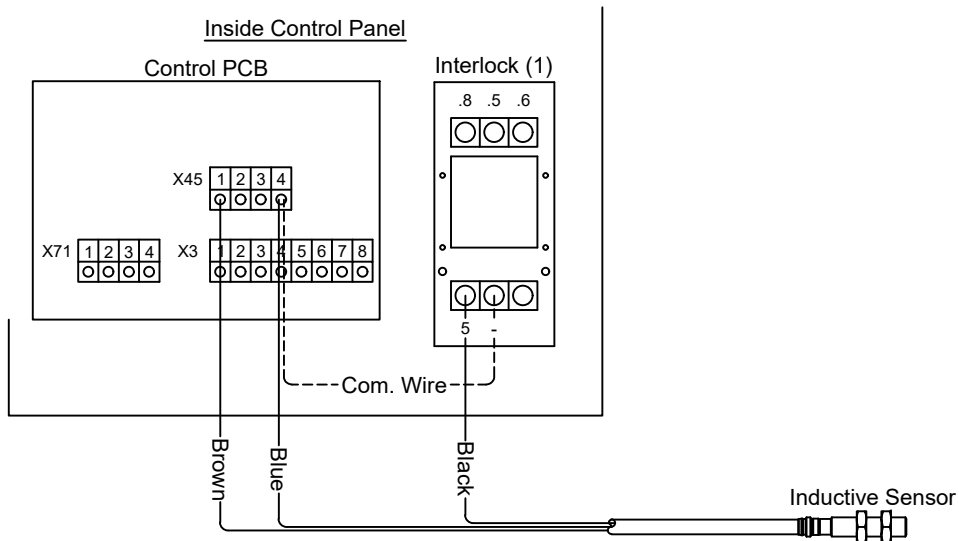 Inside Control Panel
Control PCB
Interlock (1)
.8 .5 .6
X45 1 2 3 4
X71 1 2 3 4
X3 1 2 3 4 5 6 7 8
5 -
Com. Wire
Brown
Blue
Black
Inductive Sensor